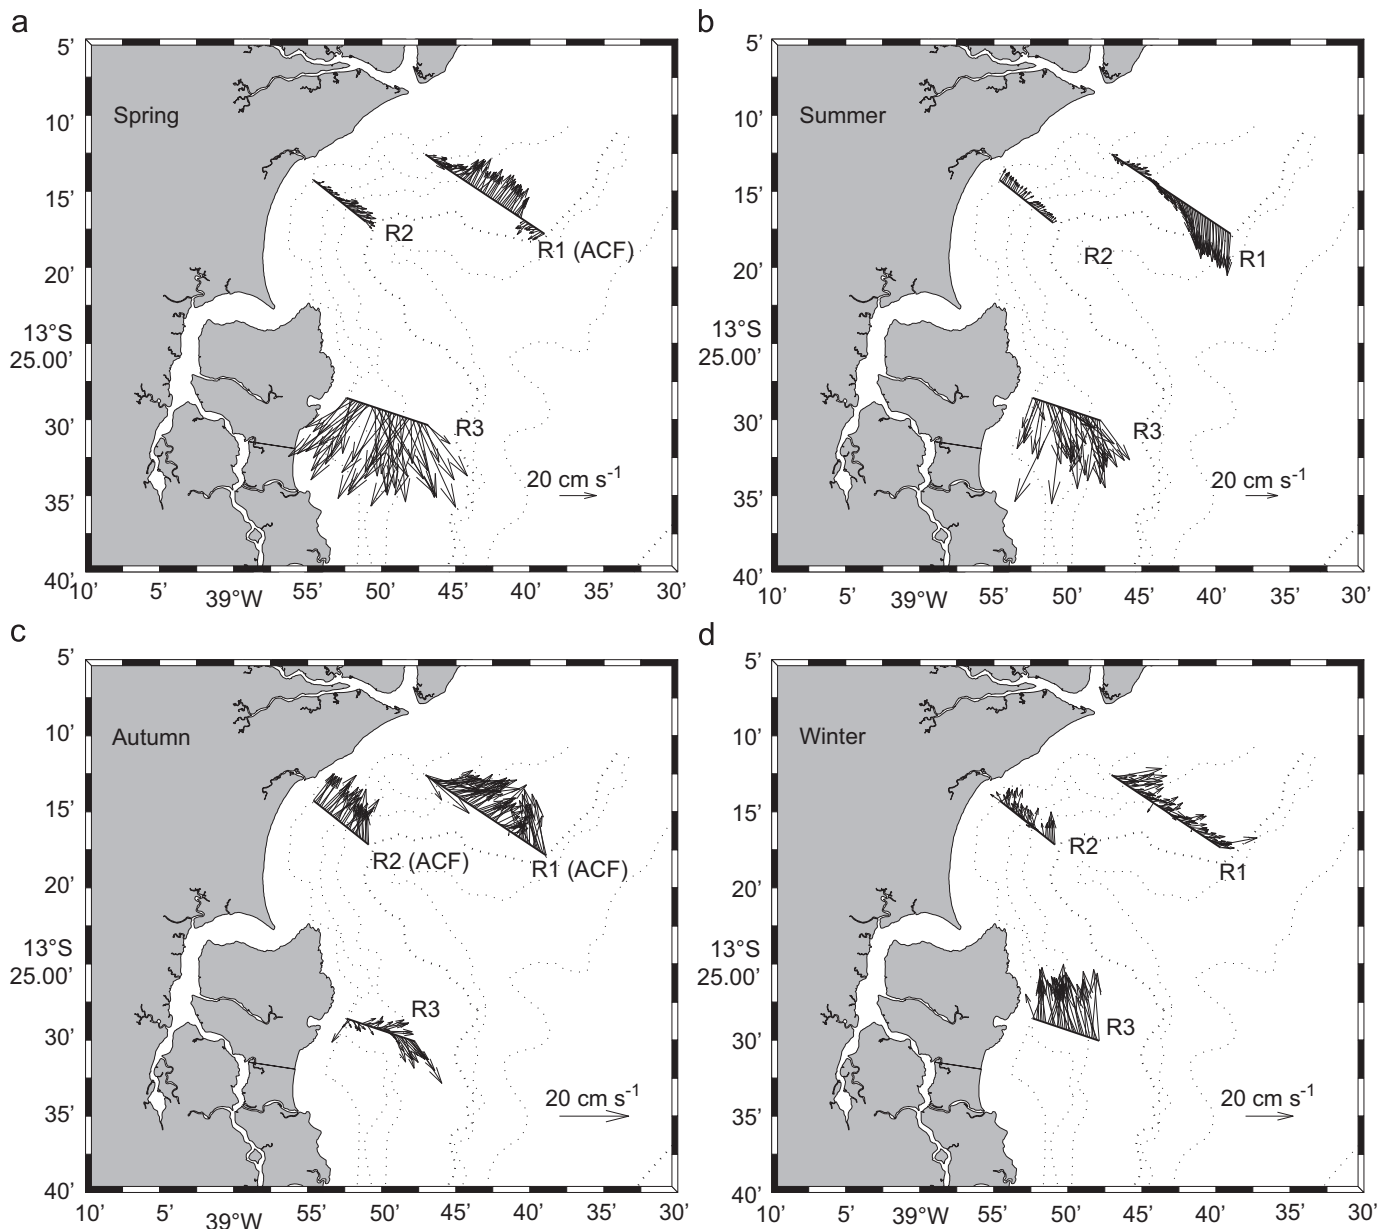 a
5'
10'
15'
20'
13°S
25.00'
30'
35'
40'
Spring
R2
R1 (ACF)
R3
20 cm s-1
10'
5'
39°W
55'
50'
45'
40'
35'
30'
b
5'
10'
15'
20'
13°S
25.00'
30'
35'
40'
Summer
R2
R1
R3
20 cm s-1
10'
5'
39°W
55'
50'
45'
40'
35'
30'
c
5'
10'
15'
20'
13°S
25.00'
30'
35'
40'
Autumn
R2 (ACF)
R1 (ACF)
R3
20 cm s-1
10'
5'
39°W
55'
50'
45'
40'
35'
30'
d
5'
10'
15'
20'
13°S
25.00'
30'
35'
40'
Winter
R2
R1
R3
20 cm s-1
10'
5'
39°W
55'
50'
45'
40'
35'
30'